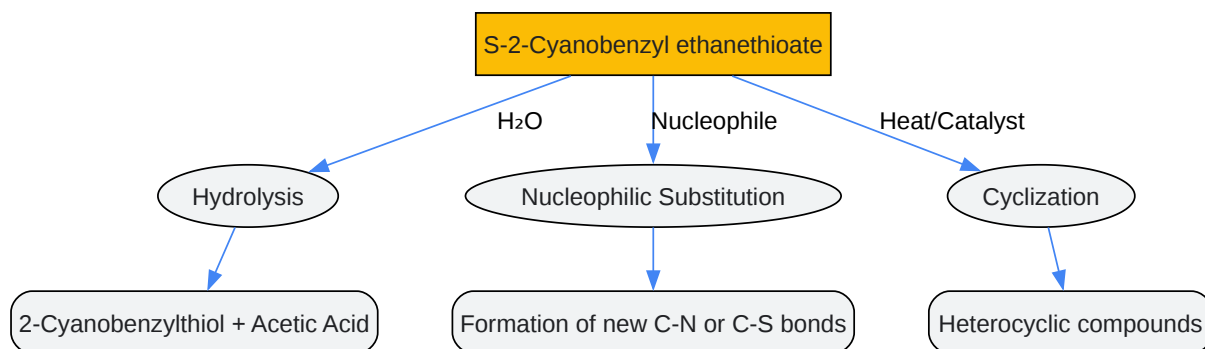 S-2-Cyanobenzyl ethanethioate
H₂O
Nucleophile
Heat/Catalyst
Hydrolysis
Nucleophilic Substitution
Cyclization
2-Cyanobenzylthiol + Acetic Acid
Formation of new C-N or C-S bonds
Heterocyclic compounds